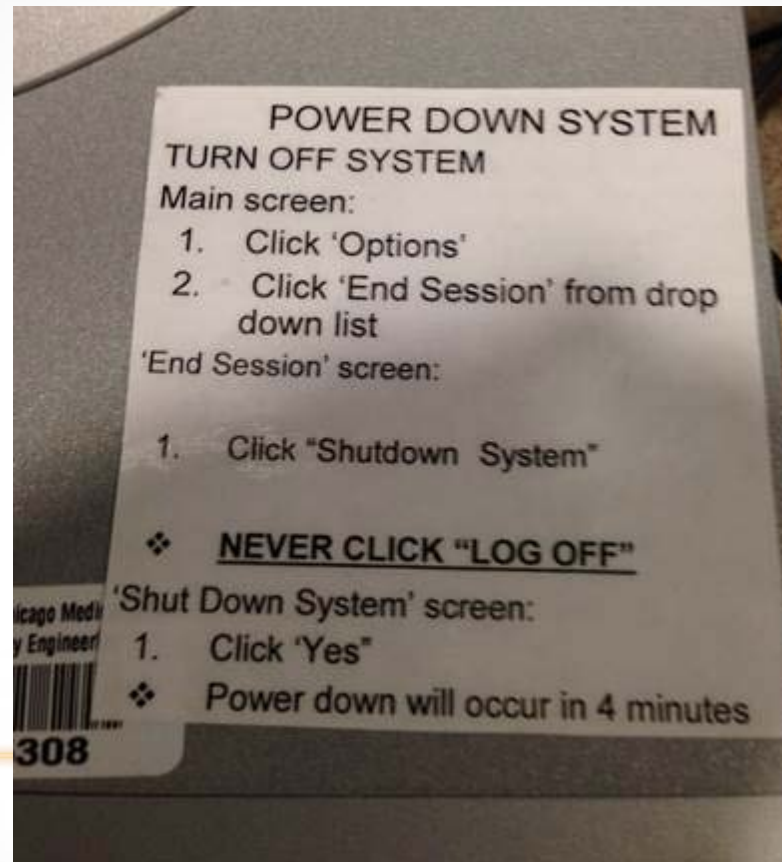 POWER DOWN SYSTEM
TURN OFF SYSTEM
Main screen:
1. Click ‘Options’
2. Click ‘End Session’ from drop
down list
‘End Session’ screen:
1. Click “Shutdown System”
❖ NEVER CLICK “LOG OFF”
‘Shut Down System’ screen:
1. Click ‘Yes”
❖ Power down will occur in 4 minutes
308